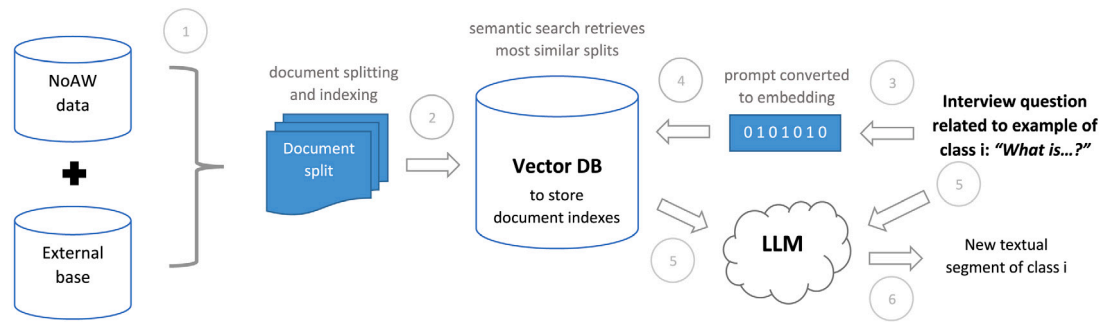 1
NoAW
data
External
base
document splitting
and indexing
Document
split
2
semantic search retrieves
most similar splits
Vector DB
to store
document indexes
4
prompt converted
to embedding
0101010
3
Interview question
related to example of
class i: “What is…?”
5
5
LLM
6
New textual
segment of class i